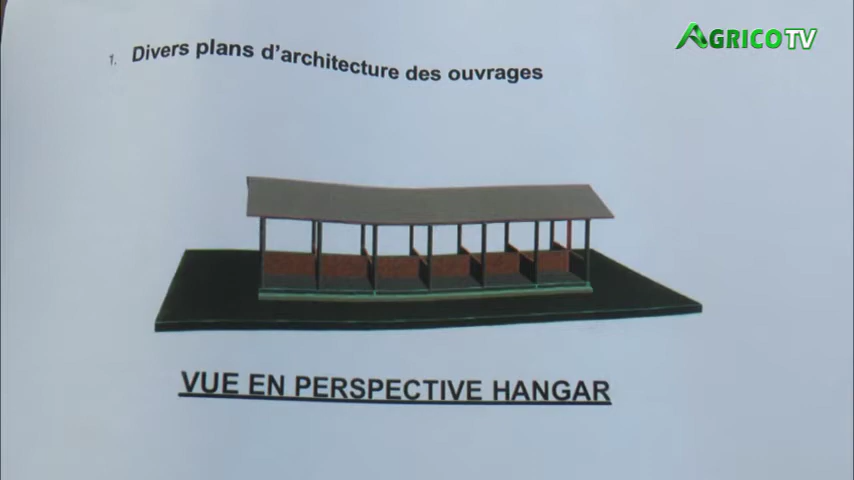 AGRICOTV
1. Divers plans d'architecture des ouvrages
VUE EN PERSPECTIVE HANGAR